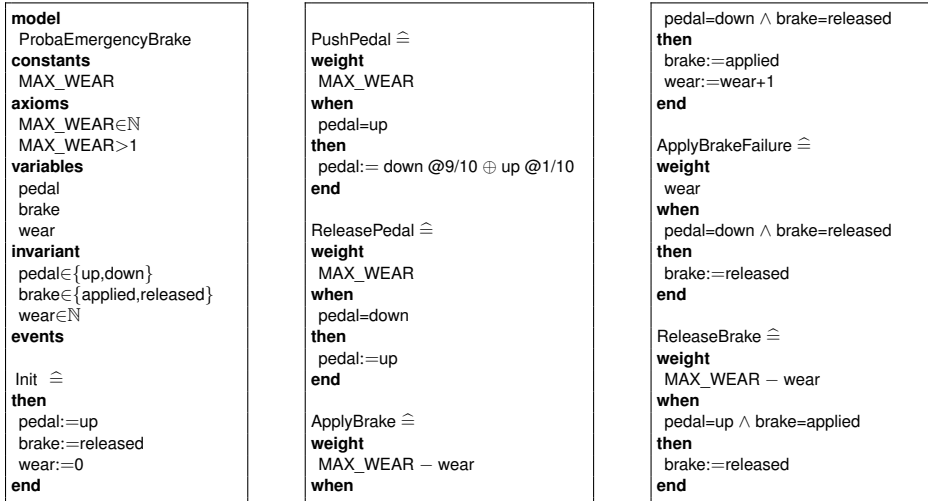 model
ProbaEmergencyBrake
constants
MAX_WEAR
axioms
MAX_WEAR∈ℕ
MAX_WEAR>1
variables
pedal
brake
wear
invariant
pedal∈{up,down}
brake∈{applied,released}
wear∈ℕ
events
Init ≙
then
pedal:=up
brake:=released
wear:=0
end
PushPedal ≙
weight
MAX_WEAR
when
pedal=up
then
pedal:= down @9/10 ⊕ up @1/10
end
ReleasePedal ≙
weight
MAX_WEAR
when
pedal=down
then
pedal:=up
end
ApplyBrake ≙
weight
MAX_WEAR − wear
when
pedal=down ∧ brake=released
then
brake:=applied
wear:=wear+1
end
ApplyBrakeFailure ≙
weight
wear
when
pedal=down ∧ brake=released
then
brake:=released
end
ReleaseBrake ≙
weight
MAX_WEAR − wear
when
pedal=up ∧ brake=applied
then
brake:=released
end